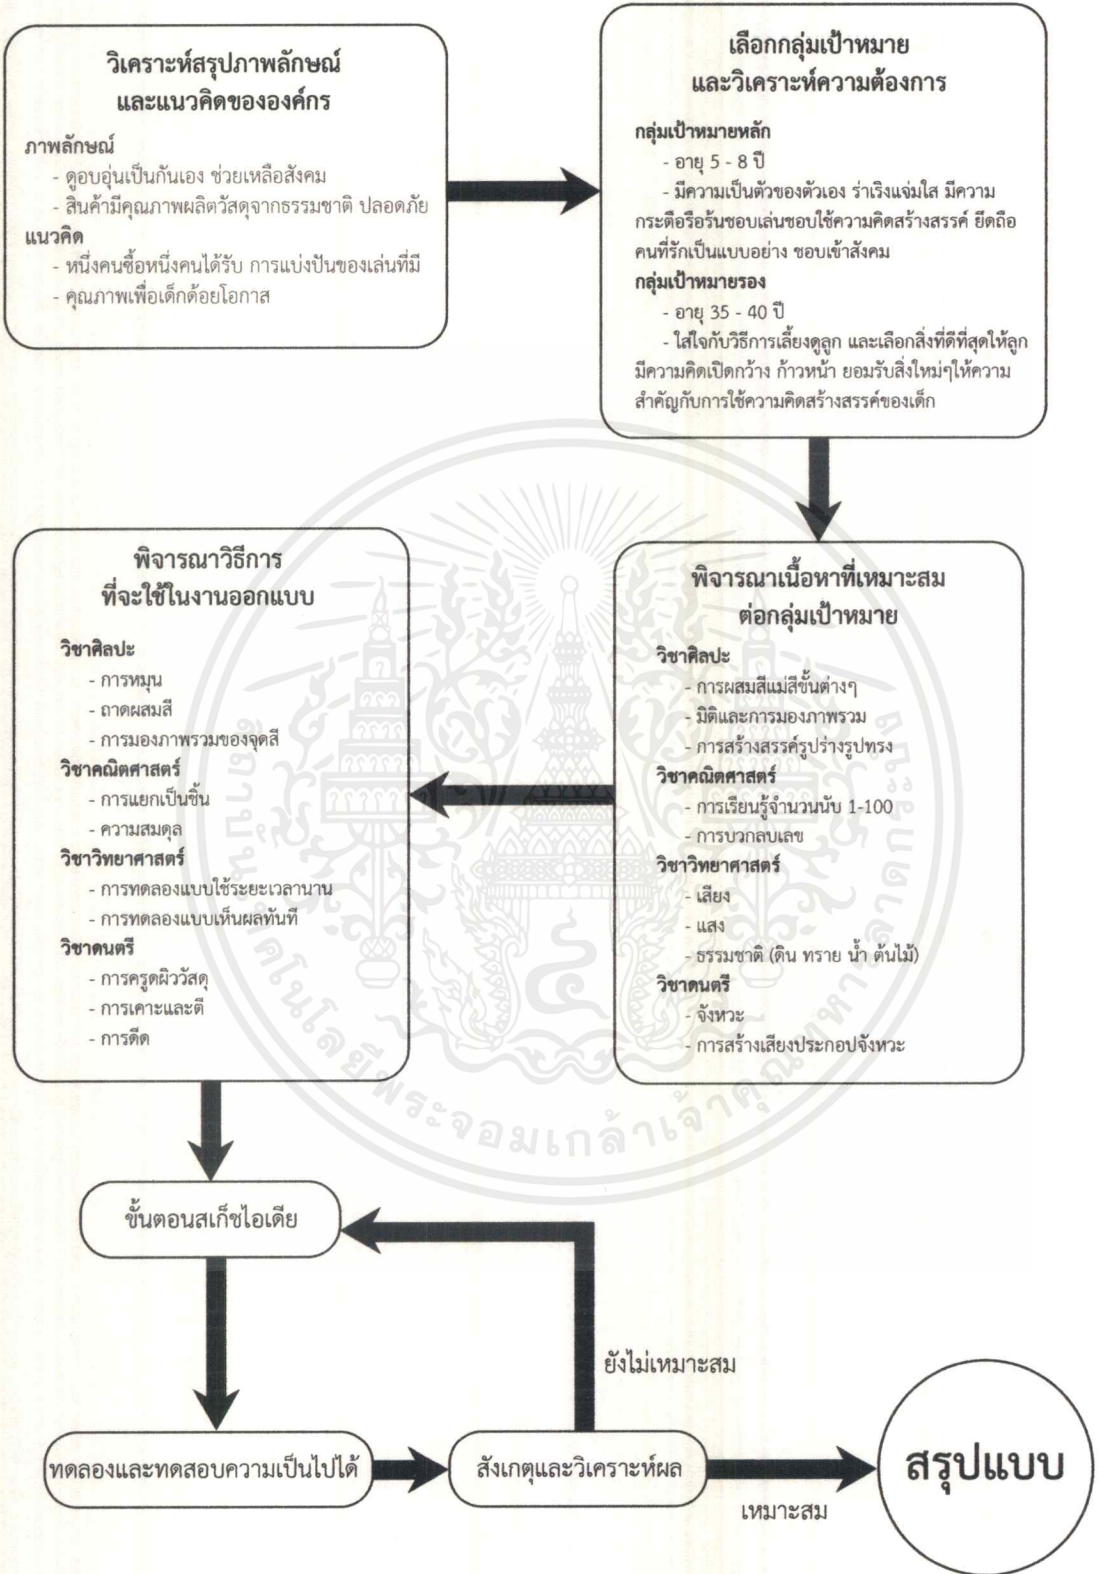 วิเคราะห์สรุปภาพลักษณ์
และแนวคิดขององค์กร
ภาพลักษณ์
- ดูอบอุ่นเป็นกันเอง ช่วยเหลือสังคม
- สินค้ามีคุณภาพผลิตวัสดุจากธรรมชาติ ปลอดภัย
แนวคิด
- หนึ่งคนซื้อหนึ่งคนได้รับ การแบ่งปันของเล่นที่มี
- คุณภาพเพื่อเด็กด้อยโอกาส
เลือกกลุ่มเป้าหมาย
และวิเคราะห์ความต้องการ
กลุ่มเป้าหมายหลัก
- อายุ 5 - 8 ปี
- มีความเป็นตัวของตัวเอง ร่าเริงแจ่มใส มีความ
กระตือรือร้นชอบเล่นชอบใช้ความคิดสร้างสรรค์ ยึดถือ
คนที่รักเป็นแบบอย่าง ชอบเข้าสังคม
กลุ่มเป้าหมายรอง
- อายุ 35 - 40 ปี
- ใส่ใจกับวิธีการเลี้ยงดูลูก และเลือกสิ่งที่ดีที่สุดให้ลูก
มีความคิดเปิดกว้าง ก้าวหน้า ยอมรับสิ่งใหม่ๆให้ความ
สำคัญกับการใช้ความคิดสร้างสรรค์ของเด็ก
พิจารณาเนื้อหาที่เหมาะสม
ต่อกลุ่มเป้าหมาย
วิชาศิลปะ
- การผสมสีแม่สีขั้นต่างๆ
- มิติและการมองภาพรวม
- การสร้างสรรค์รูปร่างรูปทรง
วิชาคณิตศาสตร์
- การเรียนรู้จำนวนนับ 1-100
- การบวกลบเลข
วิชาวิทยาศาสตร์
- เสียง
- แสง
- ธรรมชาติ (ดิน ทราย น้ำ ต้นไม้)
วิชาดนตรี
- จังหวะ
- การสร้างเสียงประกอปจังหวะ
พิจารณาวิธีการ
ที่จะใช้ในงานออกแบบ
วิชาศิลปะ
- การหมุน
- ถาดผสมสี
- การมองภาพรวมของจุดสี
วิชาคณิตศาสตร์
- การแยกเป็นชิ้น
- ความสมดุล
วิชาวิทยาศาสตร์
- การทดลองแบบใช้ระยะเวลานาน
- การทดลองแบบเห็นผลทันที
วิชาดนตรี
- การครูดผิววัสดุ
- การเคาะและตี
- การดีด
สถาบันเทคโนโลยีพระจอมเกล้าเจ้าคุณทหารลาดกระบัง
ขั้นตอนสเก็ชไอเดีย
ยังไม่เหมาะสม
ทดลองและทดสอบความเป็นไปได้
สังเกตุและวิเคราะห์ผล
เหมาะสม
สรุปแบบ